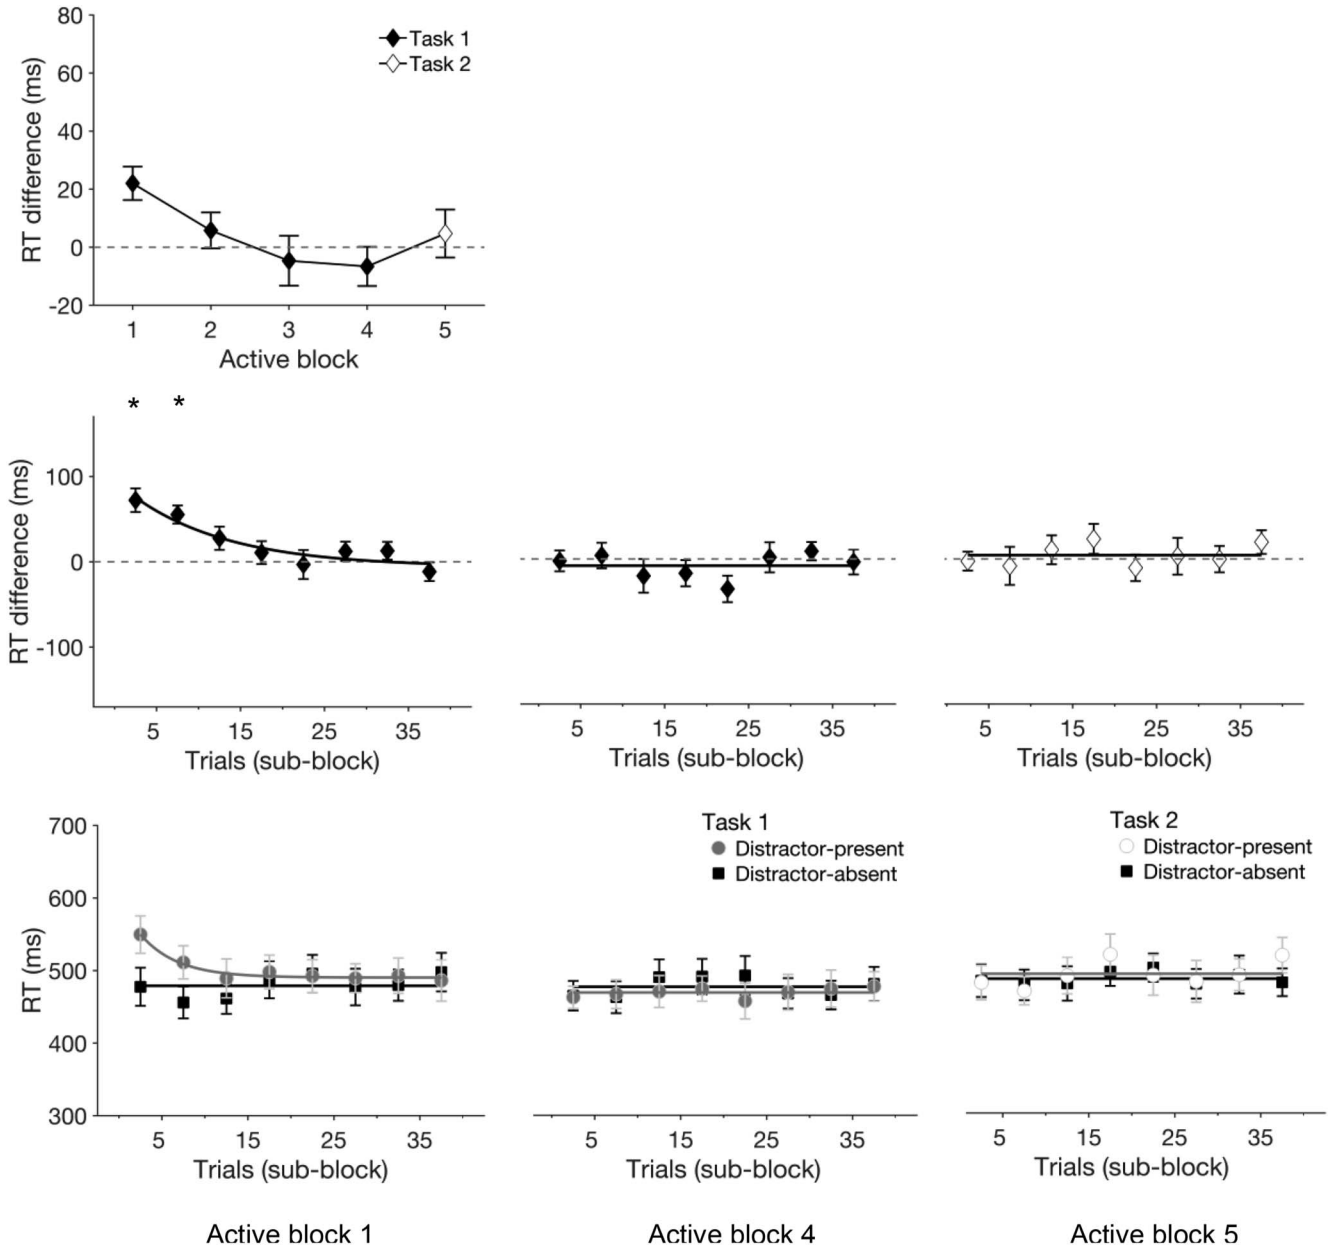 80
60
40
20
0
-20
RT difference (ms)
Task 1
Task 2
1 2 3 4 5
Active block
* *
100
0
-100
RT difference (ms)
5 15 25 35
Trials (sub-block)
5 15 25 35
Trials (sub-block)
5 15 25 35
Trials (sub-block)
700
600
500
400
300
RT (ms)
5 15 25 35
Trials (sub-block)
Task 1
Distractor-present
Distractor-absent
5 15 25 35
Trials (sub-block)
Task 2
Distractor-present
Distractor-absent
5 15 25 35
Trials (sub-block)
Active block 1
Active block 4
Active block 5